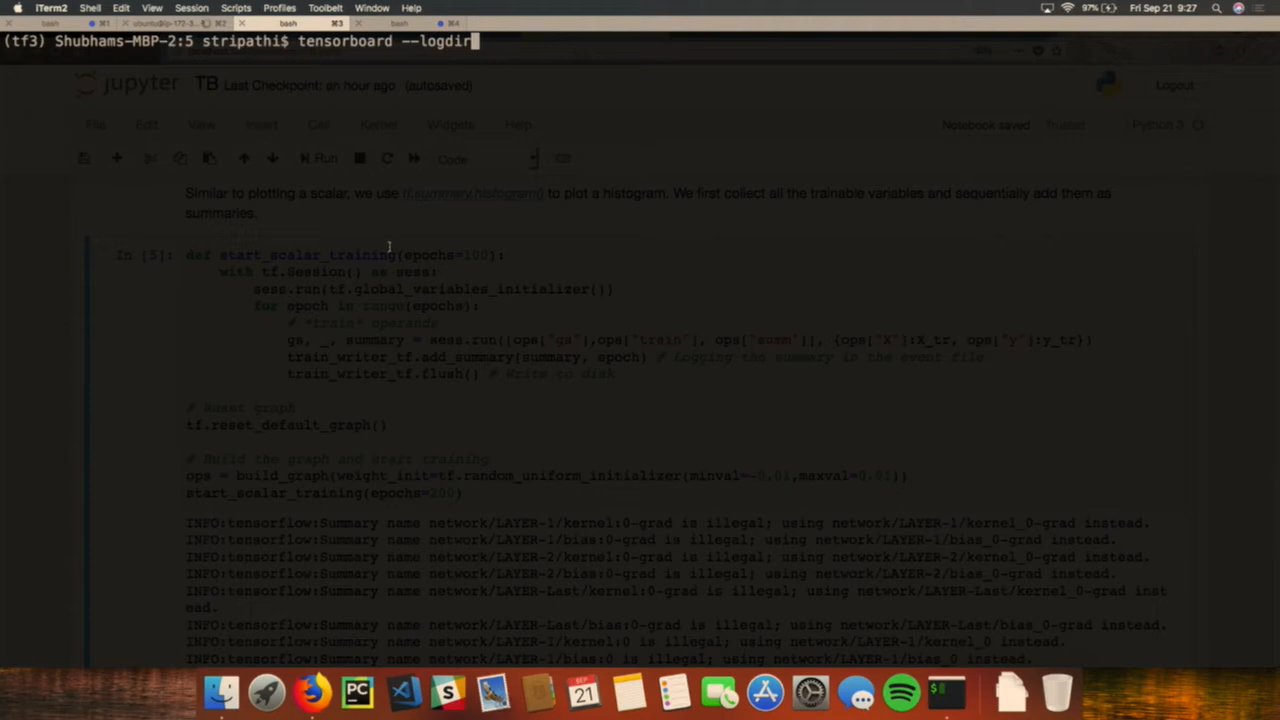 iTerm2 Shell Edit View Session Scripts Profiles Toolbelt Window Help 97% Fri Sep 21 9:27
bash ⌘1 ubuntu@ip-172-3... ⌘2 bash ⌘3 bash ⌘4
(tf3) Shubhams-MBP-2:5 stripathi$ tensorboard --logdir
jupyter TB Last Checkpoint: an hour ago (autosaved) Logout
File Edit View Insert Cell Kernel Widgets Help Notebook saved Trusted Python 3
Run Code
Similar to plotting a scalar, we use tf.summary.histogram() to plot a histogram. We first collect all the trainable variables and sequentially add them as
summaries.
In [5]: def start_scalar_training(epochs=100):
with tf.Session() as sess:
sess.run(tf.global_variables_initializer())
for epoch in range(epochs):
# *train* operands
gs, _, summary = sess.run([ops["gs"],ops["train"], ops["summ"]], {ops["X"]:X_tr, ops["y"]:y_tr})
train_writer_tf.add_summary(summary, epoch) # Logging the summary in the event file
train_writer_tf.flush() # Write to disk
# Reset graph
tf.reset_default_graph()
# Build the graph and start training
ops = build_graph(weight_init=tf.random_uniform_initializer(minval=-0.01,maxval=0.01))
start_scalar_training(epochs=200)
INFO:tensorflow:Summary name network/LAYER-1/kernel:0-grad is illegal; using network/LAYER-1/kernel_0-grad instead.
INFO:tensorflow:Summary name network/LAYER-1/bias:0-grad is illegal; using network/LAYER-1/bias_0-grad instead.
INFO:tensorflow:Summary name network/LAYER-2/kernel:0-grad is illegal; using network/LAYER-2/kernel_0-grad instead.
INFO:tensorflow:Summary name network/LAYER-2/bias:0-grad is illegal; using network/LAYER-2/bias_0-grad instead.
INFO:tensorflow:Summary name network/LAYER-Last/kernel:0-grad is illegal; using network/LAYER-Last/kernel_0-grad inst
ead.
INFO:tensorflow:Summary name network/LAYER-Last/bias:0-grad is illegal; using network/LAYER-Last/bias_0-grad instead.
INFO:tensorflow:Summary name network/LAYER-1/kernel:0 is illegal; using network/LAYER-1/kernel_0 instead.
INFO:tensorflow:Summary name network/LAYER-1/bias:0 is illegal; using network/LAYER-1/bias_0 instead.
PC SEP 21 $